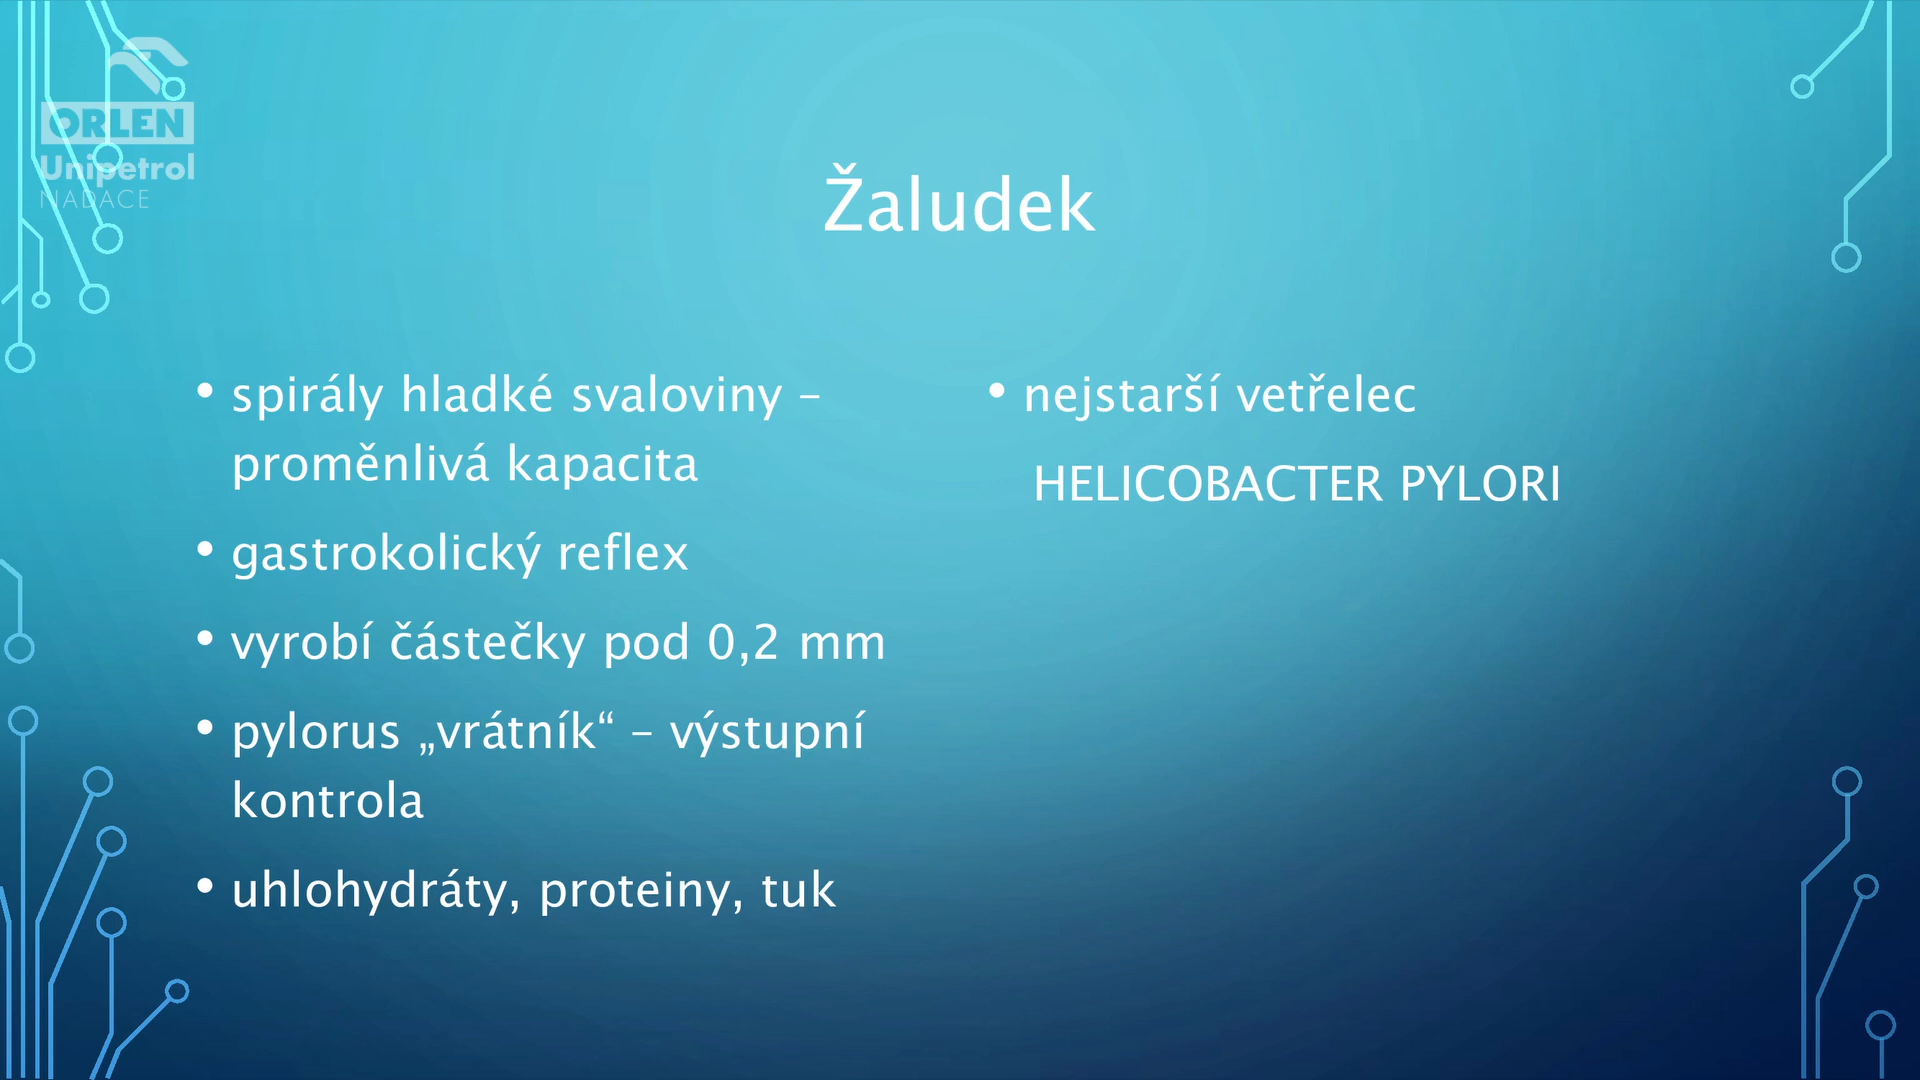 ORLEN
Unipetrol
NADACE
Žaludek
• spirály hladké svaloviny –
proměnlivá kapacita
• gastrokolický reflex
• vyrobí částečky pod 0,2 mm
• pylorus „vrátník“ – výstupní
kontrola
• uhlohydráty, proteiny, tuk
• nejstarší vetřelec
HELICOBACTER PYLORI